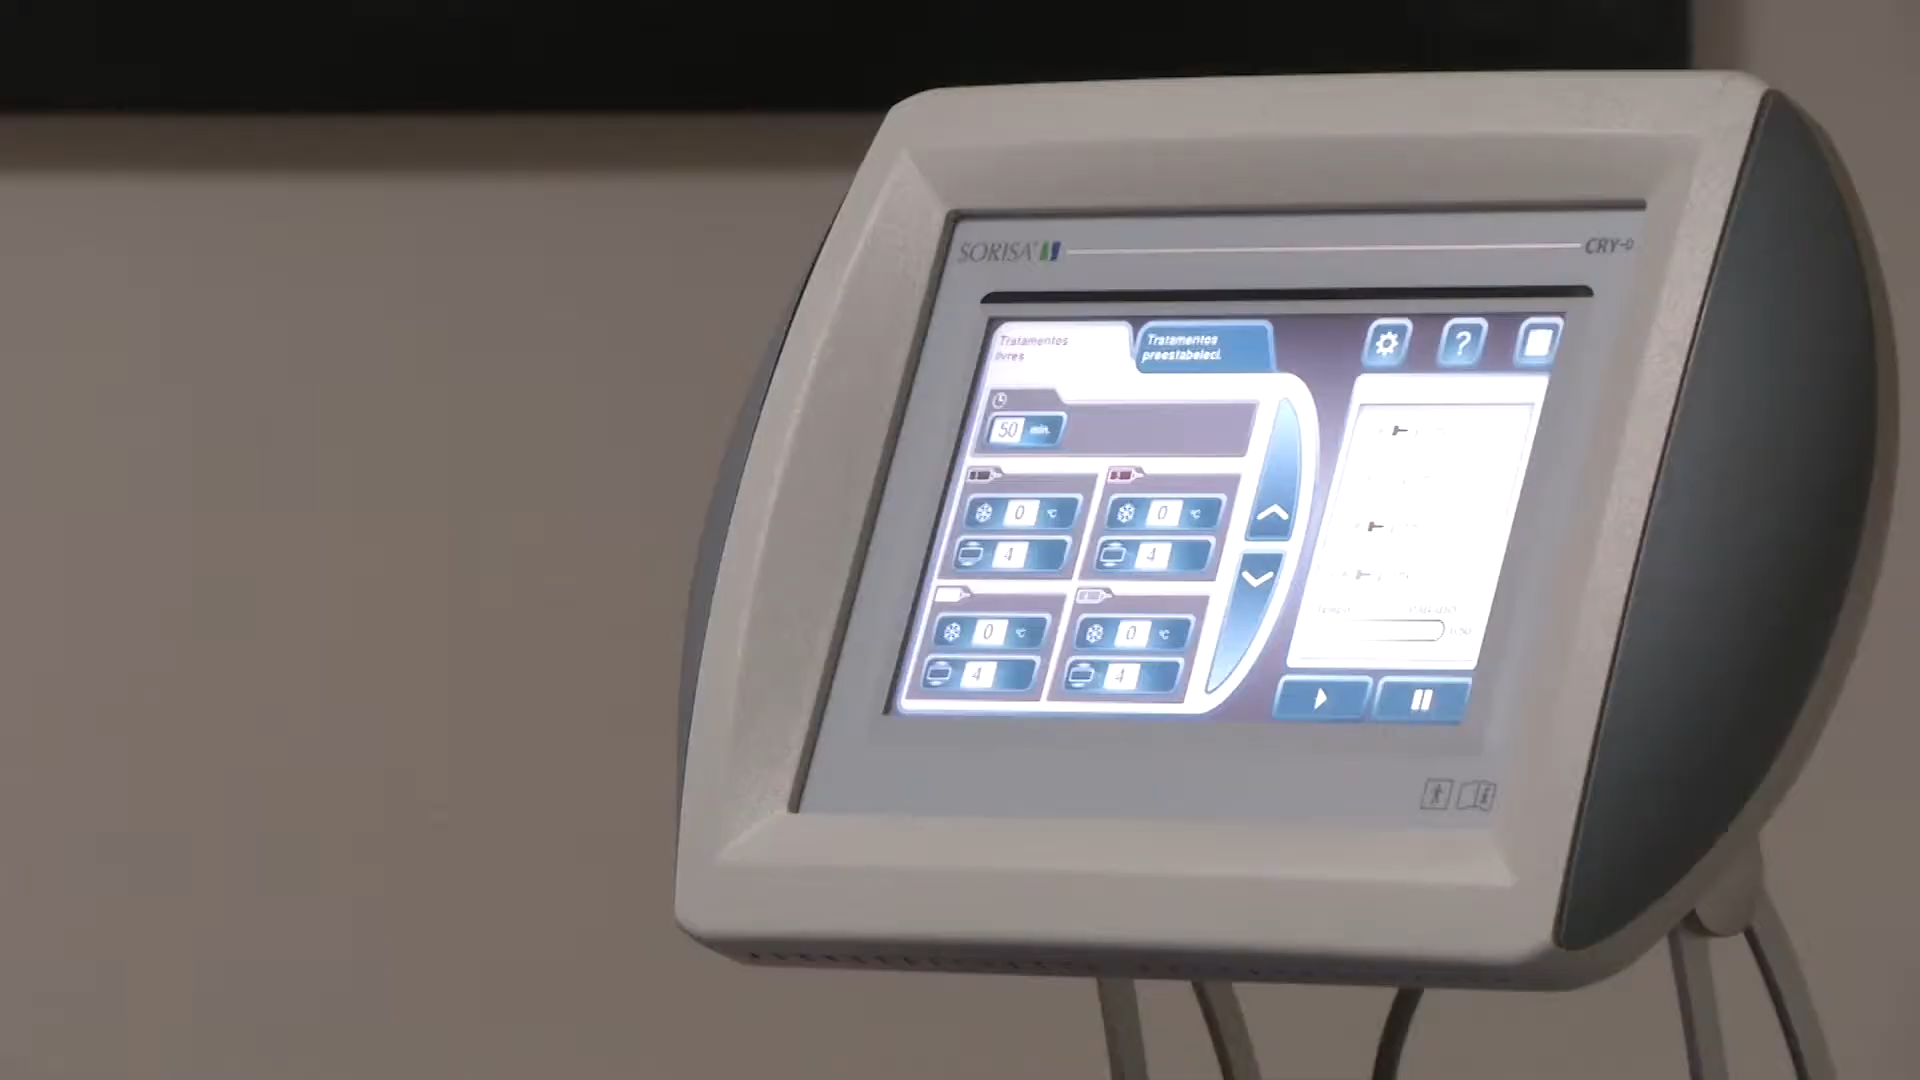 SORISA
CRY-0
Tratamentos
livres
Tratamentos
preestableci.
?
50 min.
0 °C
0 °C
4
4
0 °C
0 °C
4
4